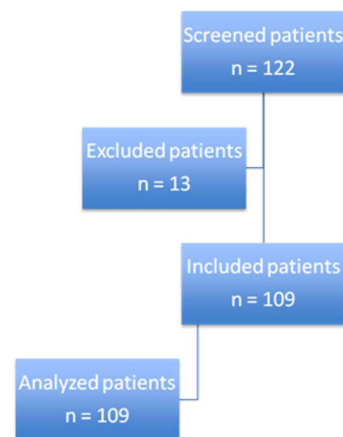 Screened patients
n = 122
Excluded patients
n = 13
Included patients
n = 109
Analyzed patients
n = 109